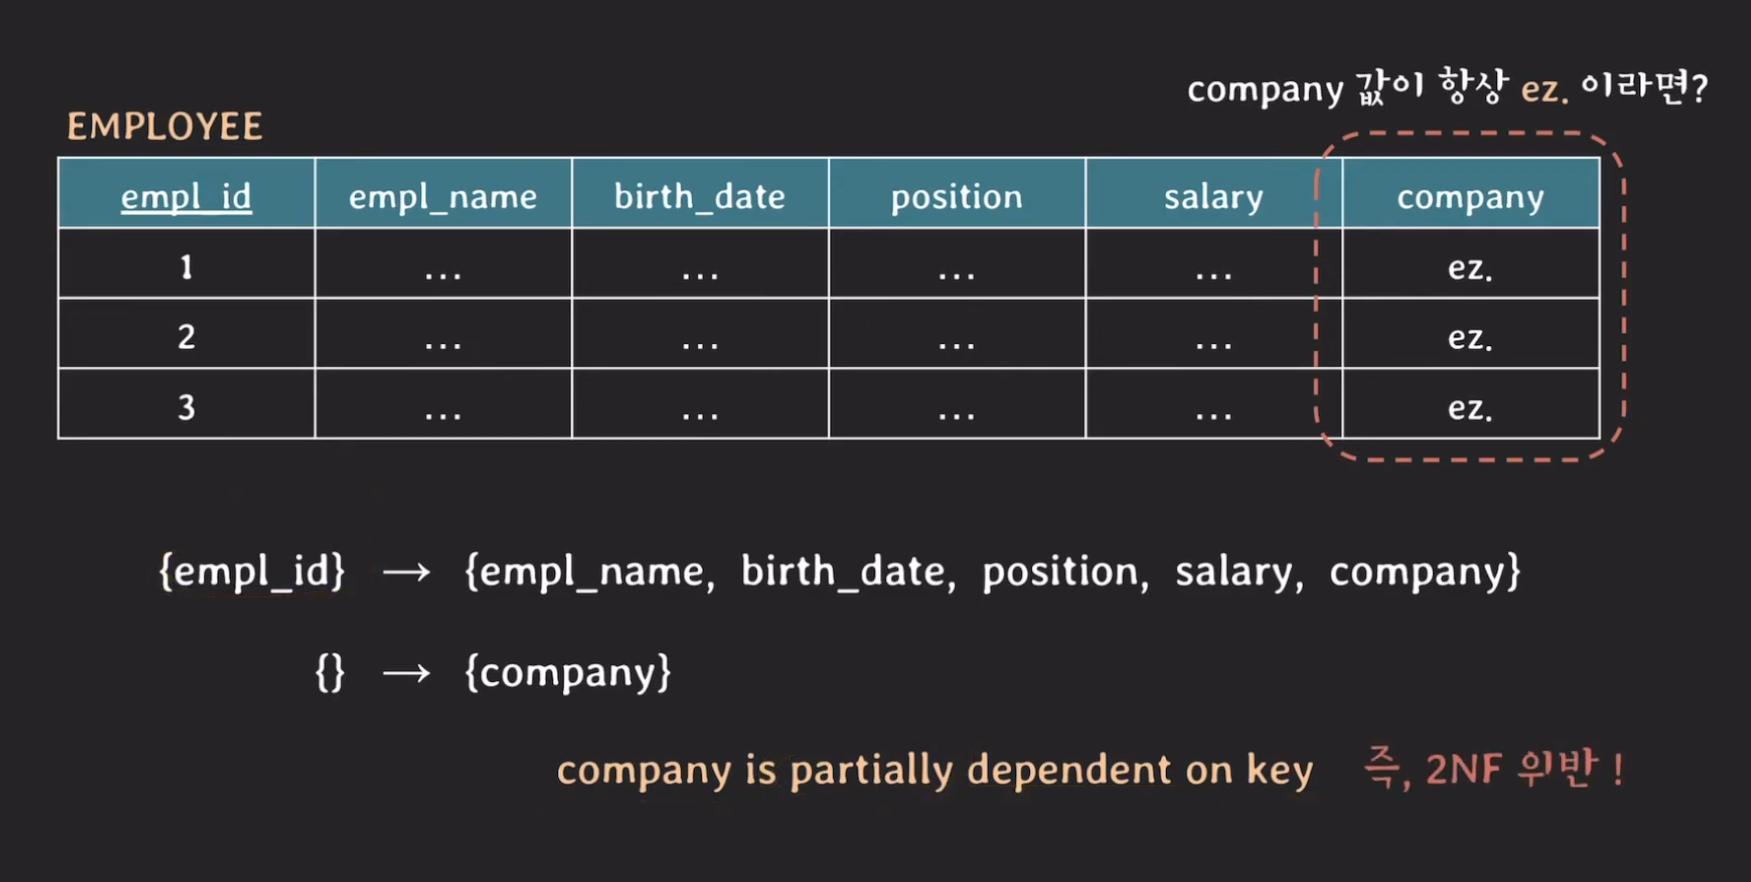 company 값이 항상 ez. 이라면?
EMPLOYEE
empl_id empl_name birth_date position salary company
1 ... ... ... ... ez.
2 ... ... ... ... ez.
3 ... ... ... ... ez.
{empl_id} → {empl_name, birth_date, position, salary, company}
{} → {company}
company is partially dependent on key 즉, 2NF 위반 !